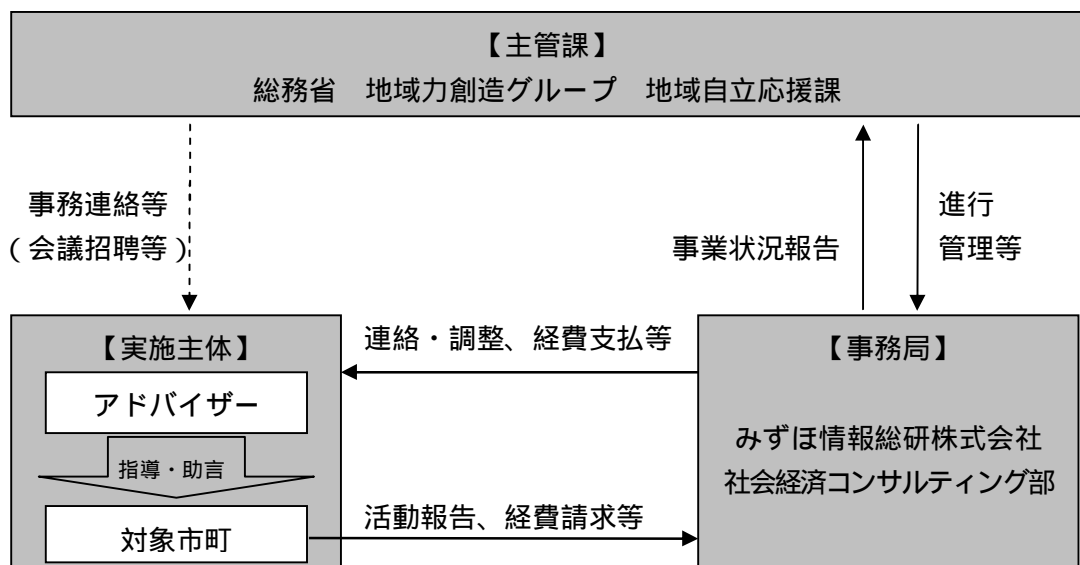 【主管課】
総務省　地域力創造グループ　地域自立応援課
事務連絡等
（会議招聘等）
事業状況報告
進行
管理等
【実施主体】
アドバイザー
指導・助言
対象市町
連絡・調整、経費支払等
活動報告、経費請求等
【事務局】
みずほ情報総研株式会社
社会経済コンサルティング部